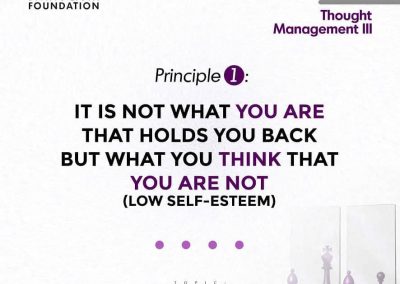 FOUNDATION
Thought
Management III
Principle 1:
IT IS NOT WHAT YOU ARE
THAT HOLDS YOU BACK
BUT WHAT YOU THINK THAT
YOU ARE NOT
(LOW SELF-ESTEEM)